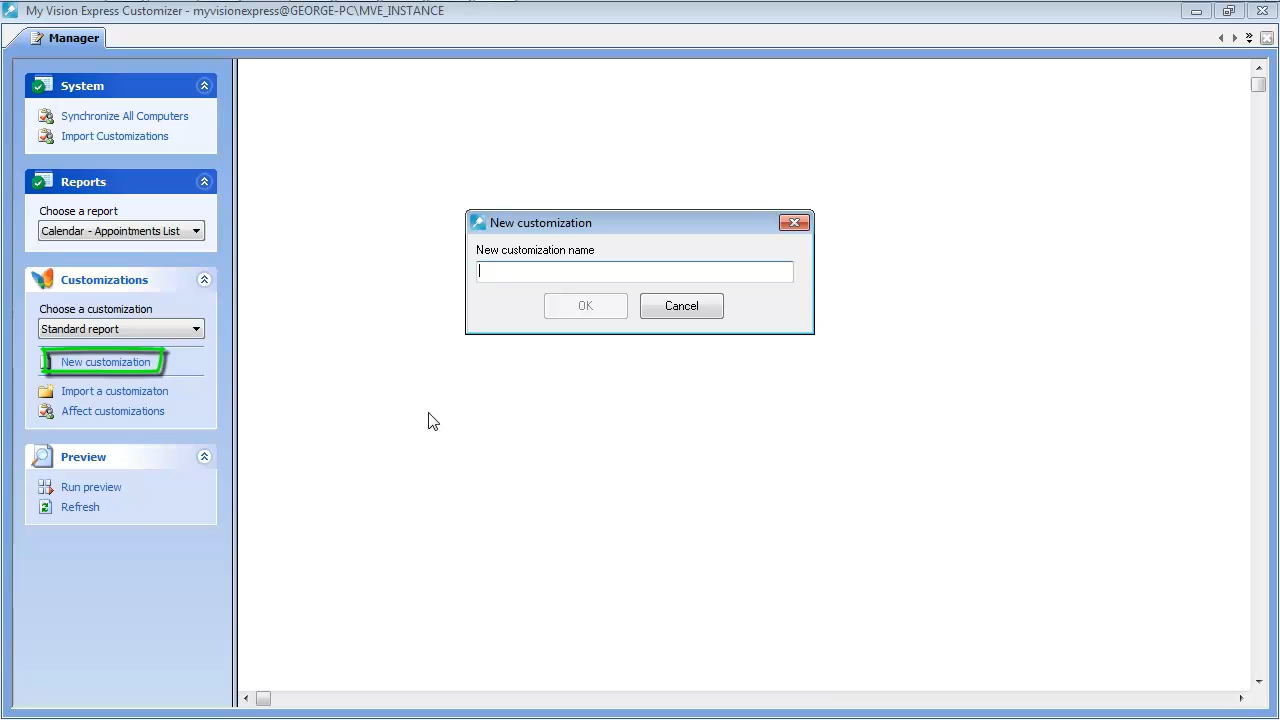 My Vision Express Customizer - myvisionexpress@GEORGE-PC\MVE_INSTANCE
Manager
System
Synchronize All Computers
Import Customizations
Reports
Choose a report
Calendar - Appointments List
Customizations
Choose a customization
Standard report
New customization
Import a customizaton
Affect customizations
Preview
Run preview
Refresh
New customization
New customization name
OK
Cancel